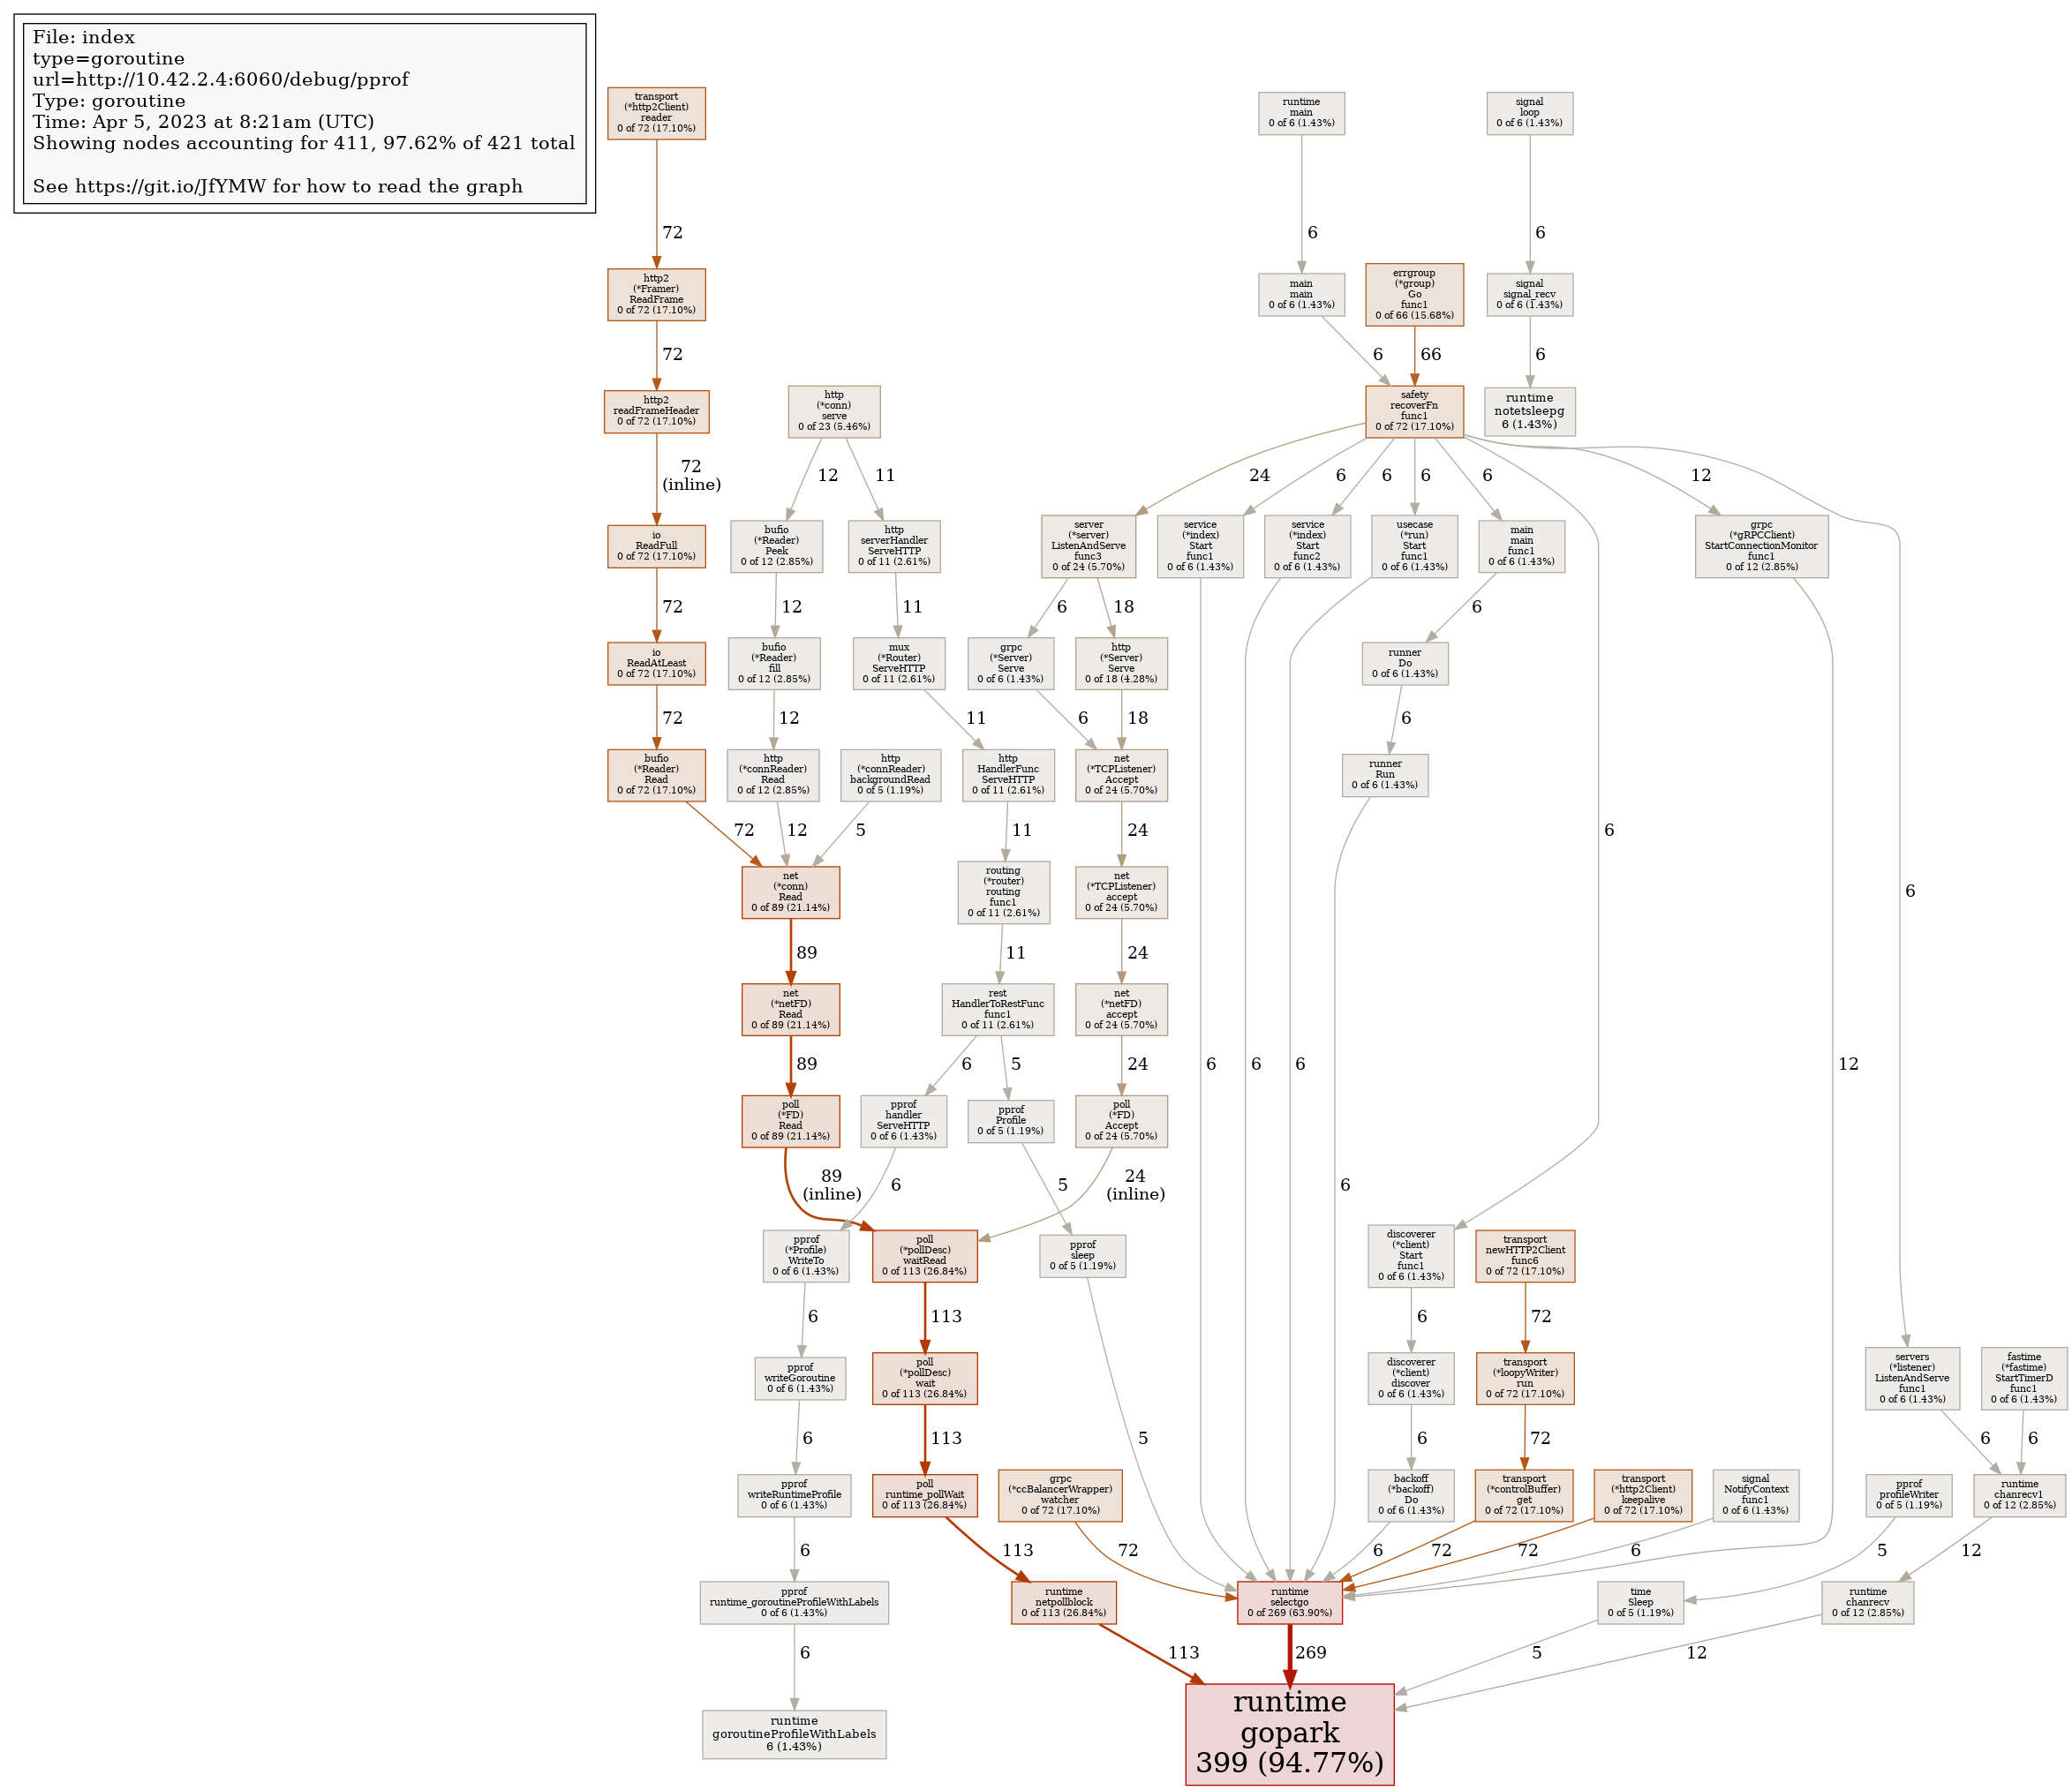 File: index
type=goroutine
url=http://10.42.2.4:6060/debug/pprof
Type: goroutine
Time: Apr 5, 2023 at 8:21am (UTC)
Showing nodes accounting for 411, 97.62% of 421 total
See https://git.io/JfYMW for how to read the graph
transport
(*http2Client)
reader
0 of 72 (17.10%)
runtime
main
0 of 6 (1.43%)
signal
loop
0 of 6 (1.43%)
72
6
6
http2
(*Framer)
ReadFrame
0 of 72 (17.10%)
main
main
0 of 6 (1.43%)
errgroup
(*group)
Go
func1
0 of 66 (15.68%)
signal
signal_recv
0 of 6 (1.43%)
72
6
66
6
http2
readFrameHeader
0 of 72 (17.10%)
http
(*conn)
serve
0 of 23 (5.46%)
safety
recoverFn
func1
0 of 72 (17.10%)
runtime
notetsleepg
6 (1.43%)
72
(inline)
12
11
24
6
6
6
6
12
io
ReadFull
0 of 72 (17.10%)
bufio
(*Reader)
Peek
0 of 12 (2.85%)
http
serverHandler
ServeHTTP
0 of 11 (2.61%)
server
(*server)
ListenAndServe
func3
0 of 24 (5.70%)
service
(*index)
Start
func1
0 of 6 (1.43%)
service
(*index)
Start
func2
0 of 6 (1.43%)
usecase
(*run)
Start
func1
0 of 6 (1.43%)
main
main
func1
0 of 6 (1.43%)
grpc
(*gRPCClient)
StartConnectionMonitor
func1
0 of 12 (2.85%)
72
12
11
6
18
6
io
ReadAtLeast
0 of 72 (17.10%)
bufio
(*Reader)
fill
0 of 12 (2.85%)
mux
(*Router)
ServeHTTP
0 of 11 (2.61%)
grpc
(*Server)
Serve
0 of 6 (1.43%)
http
(*Server)
Serve
0 of 18 (4.28%)
runner
Do
0 of 6 (1.43%)
72
12
11
6
18
6
bufio
(*Reader)
Read
0 of 72 (17.10%)
http
(*connReader)
Read
0 of 12 (2.85%)
http
(*connReader)
backgroundRead
0 of 5 (1.19%)
http
HandlerFunc
ServeHTTP
0 of 11 (2.61%)
net
(*TCPListener)
Accept
0 of 24 (5.70%)
runner
Run
0 of 6 (1.43%)
72
12
5
11
24
6
net
(*conn)
Read
0 of 89 (21.14%)
routing
(*router)
routing
func1
0 of 11 (2.61%)
net
(*TCPListener)
accept
0 of 24 (5.70%)
6
89
11
24
net
(*netFD)
Read
0 of 89 (21.14%)
rest
HandlerToRestFunc
func1
0 of 11 (2.61%)
net
(*netFD)
accept
0 of 24 (5.70%)
89
6
5
24
6
6
6
12
poll
(*FD)
Read
0 of 89 (21.14%)
pprof
handler
ServeHTTP
0 of 6 (1.43%)
pprof
Profile
0 of 5 (1.19%)
poll
(*FD)
Accept
0 of 24 (5.70%)
89
(inline)
6
5
24
(inline)
6
pprof
(*Profile)
WriteTo
0 of 6 (1.43%)
poll
(*pollDesc)
waitRead
0 of 113 (26.84%)
pprof
sleep
0 of 5 (1.19%)
discoverer
(*client)
Start
func1
0 of 6 (1.43%)
transport
newHTTP2Client
func6
0 of 72 (17.10%)
6
113
6
72
pprof
writeGoroutine
0 of 6 (1.43%)
poll
(*pollDesc)
wait
0 of 113 (26.84%)
discoverer
(*client)
discover
0 of 6 (1.43%)
transport
(*loopyWriter)
run
0 of 72 (17.10%)
servers
(*listener)
ListenAndServe
func1
0 of 6 (1.43%)
fastime
(*fastime)
StartTimerD
func1
0 of 6 (1.43%)
6
113
5
6
72
6
6
pprof
writeRuntimeProfile
0 of 6 (1.43%)
poll
runtime_pollWait
0 of 113 (26.84%)
grpc
(*ccBalancerWrapper)
watcher
0 of 72 (17.10%)
backoff
(*backoff)
Do
0 of 6 (1.43%)
transport
(*controlBuffer)
get
0 of 72 (17.10%)
transport
(*http2Client)
keepalive
0 of 72 (17.10%)
signal
NotifyContext
func1
0 of 6 (1.43%)
pprof
profileWriter
0 of 5 (1.19%)
runtime
chanrecv1
0 of 12 (2.85%)
6
113
72
6
72
72
6
5
12
pprof
runtime_goroutineProfileWithLabels
0 of 6 (1.43%)
runtime
netpollblock
0 of 113 (26.84%)
runtime
selectgo
0 of 269 (63.90%)
time
Sleep
0 of 5 (1.19%)
runtime
chanrecv
0 of 12 (2.85%)
6
113
269
5
12
runtime
goroutineProfileWithLabels
6 (1.43%)
runtime
gopark
399 (94.77%)